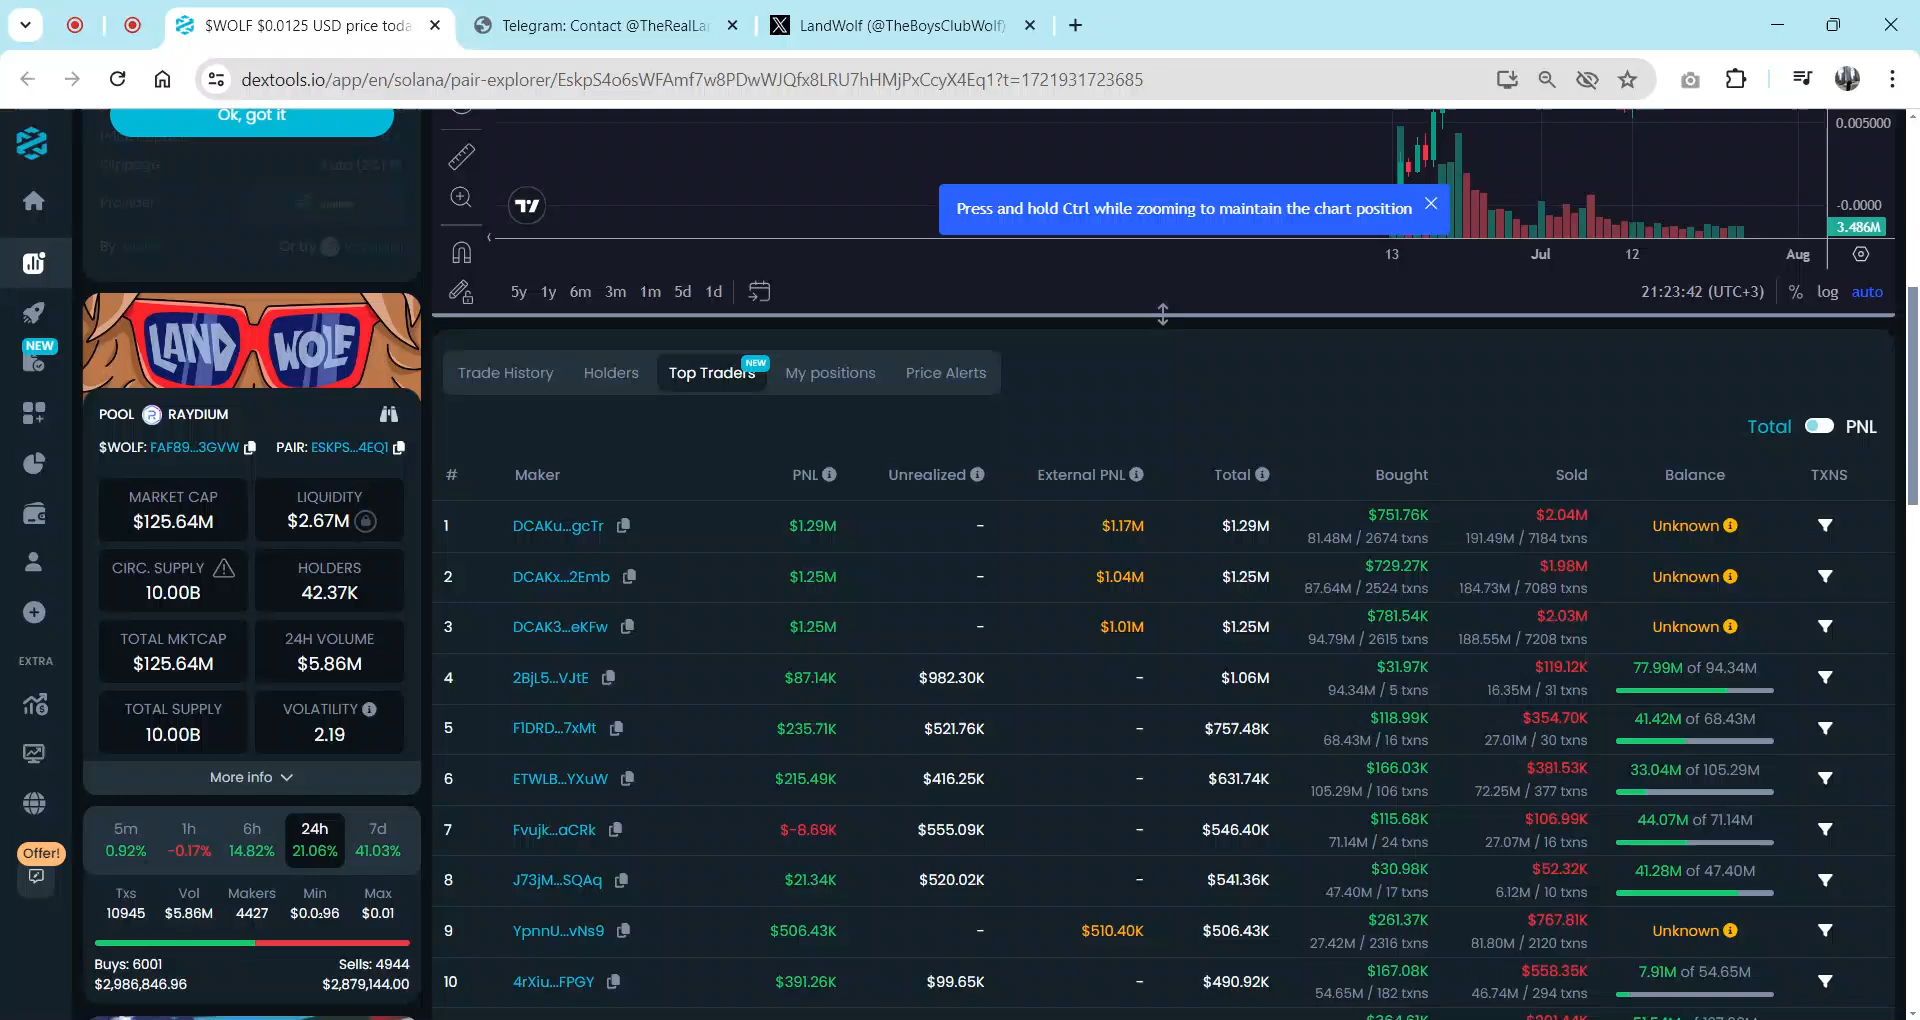 $WOLF $0.0125 USD price toda
Telegram: Contact @TheRealLa
LandWolf (@TheBoysClubWolf)
dextools.io/app/en/solana/pair-explorer/EskpS4o6sWFAmf7w8PDwWJQfx8LRU7hHMjPxCcyX4Eq1?t=1721931723685
Ok, got it
Slippage
Provider
By
Or try
NEW
EXTRA
Offer!
LAND WOLF
POOL RAYDIUM
$WOLF: FAF89...3GVW PAIR: ESKPS...4EQ1
MARKET CAP
$125.64M
LIQUIDITY
$2.67M
CIRC. SUPPLY
10.00B
HOLDERS
42.37K
TOTAL MKTCAP
$125.64M
24H VOLUME
$5.86M
TOTAL SUPPLY
10.00B
VOLATILITY
2.19
More info
5m 1h 6h 24h 7d
0.92% -0.17% 14.82% 21.06% 41.03%
Txs Vol Makers Min Max
10945 $5.86M 4427 $0.0₂96 $0.01
Buys: 6001 Sells: 4944
$2,986,846.96 $2,879,144.00
0.005000
-0.0000
3.486M
Press and hold Ctrl while zooming to maintain the chart position
13 Jul 12 Aug
5y 1y 6m 3m 1m 5d 1d
21:23:42 (UTC+3) % log auto
Trade History Holders Top Traders NEW My positions Price Alerts
Total PNL
# Maker PNL Unrealized External PNL Total Bought Sold Balance TXNS
1 DCAKu...gcTr $1.29M - $1.17M $1.29M $751.76K $2.04M Unknown
81.48M / 2674 txns 191.49M / 7184 txns
2 DCAKx...2Emb $1.25M - $1.04M $1.25M $729.27K $1.98M Unknown
87.64M / 2524 txns 184.73M / 7089 txns
3 DCAK3...eKFw $1.25M - $1.01M $1.25M $781.54K $2.03M Unknown
94.79M / 2615 txns 188.55M / 7208 txns
4 2BjL5...VJtE $87.14K $982.30K - $1.06M $31.97K $119.12K 77.99M of 94.34M
94.34M / 5 txns 16.35M / 31 txns
5 F1DRD...7xMt $235.71K $521.76K - $757.48K $118.99K $354.70K 41.42M of 68.43M
68.43M / 16 txns 27.01M / 30 txns
6 ETWLB...YXuW $215.49K $416.25K - $631.74K $166.03K $381.53K 33.04M of 105.29M
105.29M / 106 txns 72.25M / 377 txns
7 Fvujk...aCRk $-8.69K $555.09K - $546.40K $115.68K $106.99K 44.07M of 71.14M
71.14M / 24 txns 27.07M / 16 txns
8 J73jM...SQAq $21.34K $520.02K - $541.36K $30.98K $52.32K 41.28M of 47.40M
47.40M / 17 txns 6.12M / 10 txns
9 YpnnU...vNs9 $506.43K - $510.40K $506.43K $261.37K $767.81K Unknown
27.42M / 2316 txns 81.80M / 2120 txns
10 4rXiu...FPGY $391.26K $99.65K - $490.92K $167.08K $558.35K 7.91M of 54.65M
54.65M / 182 txns 46.74M / 294 txns